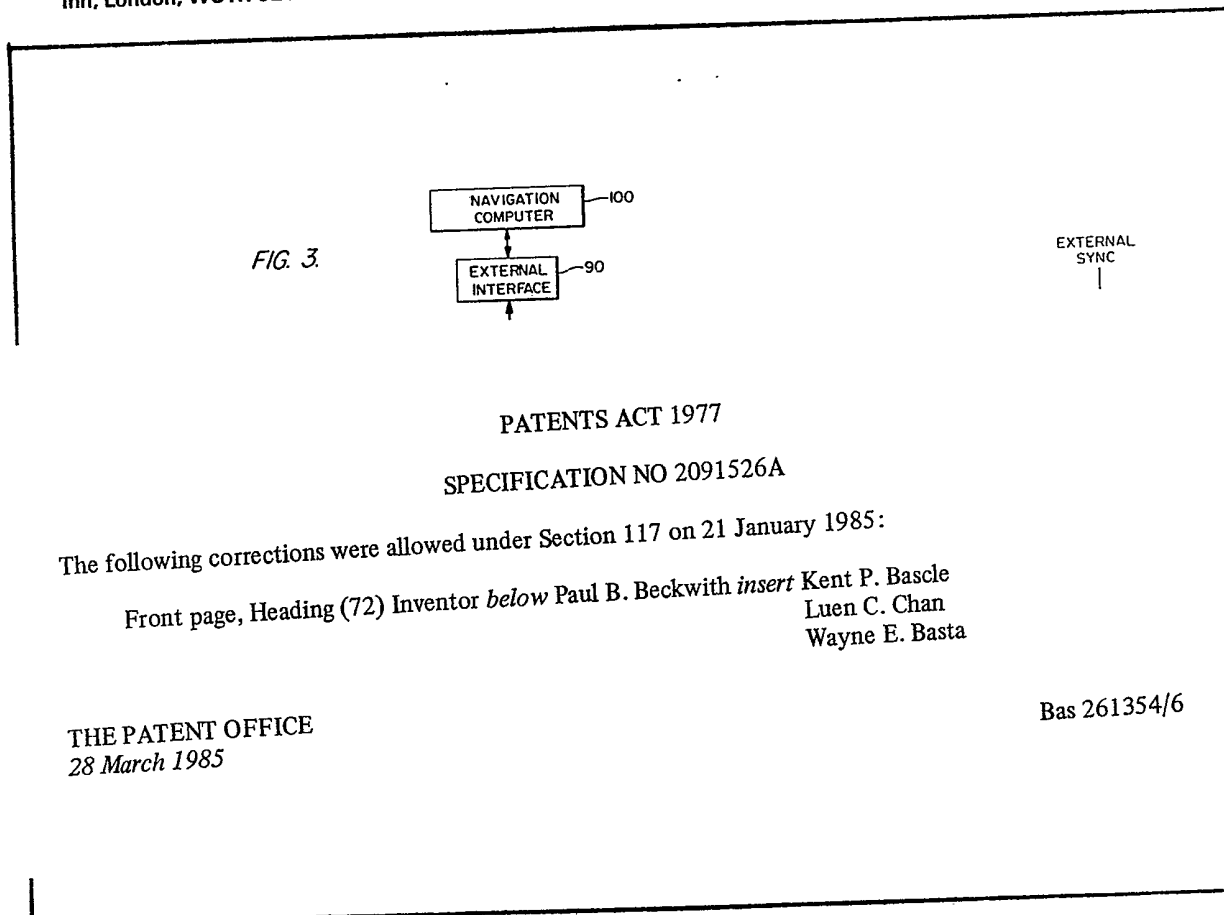 NAVIGATION
COMPUTER
100
FIG. 3.
EXTERNAL
INTERFACE
90
EXTERNAL
SYNC
PATENTS ACT 1977
SPECIFICATION NO 2091526A
The following corrections were allowed under Section 117 on 21 January 1985:
Front page, Heading (72) Inventor below Paul B. Beckwith insert Kent P. Bascle
Luen C. Chan
Wayne E. Basta
THE PATENT OFFICE
28 March 1985
Bas 261354/6